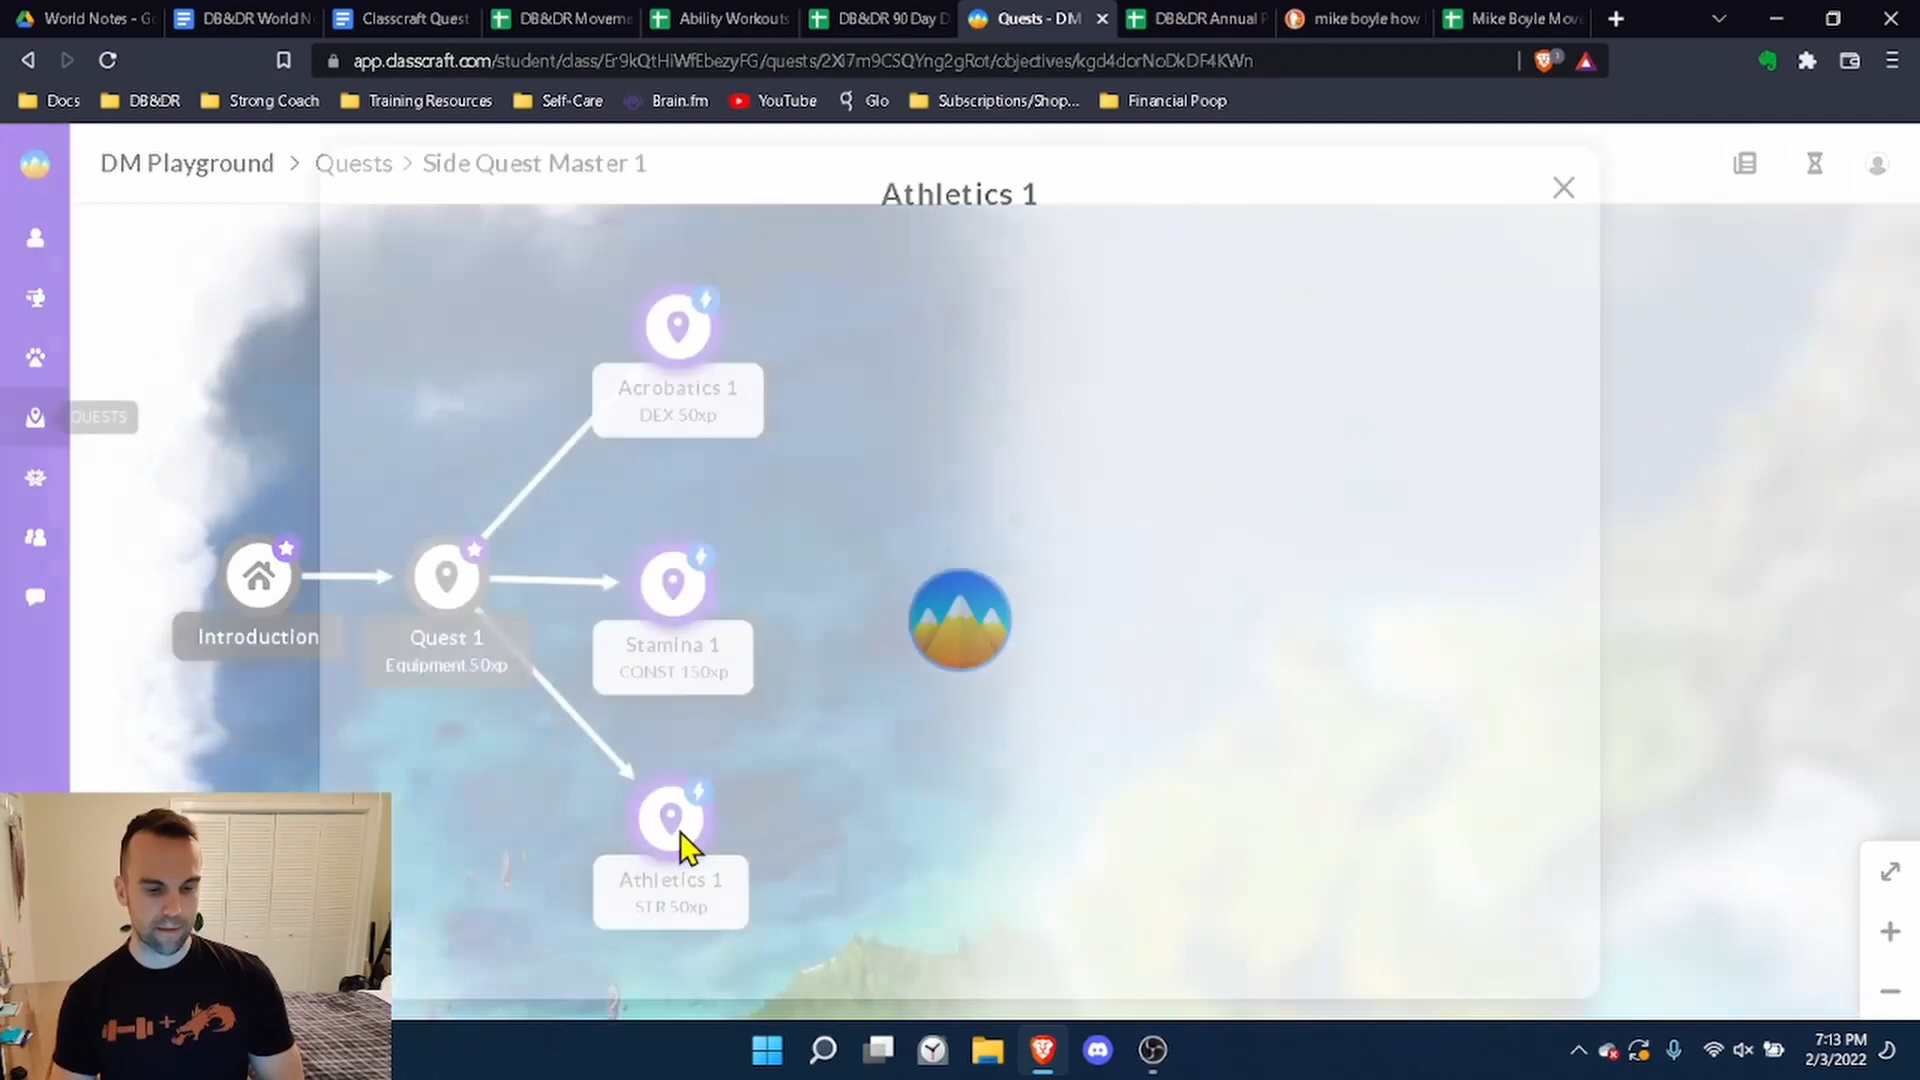 World Notes - G
DB&DR World N
Classcraft Quest
DB&DR Moveme
Ability Workouts
DB&DR 90 Day D
Quests - DM
DB&DR Annual P
mike boyle how
Mike Boyle Mov
app.classcraft.com/student/class/Er9kQtHiWfEbezyFG/quests/2Xi7m9CSQYng2gRot/objectives/kgd4dorNoDkDF4KWn
Docs
DB&DR
Strong Coach
Training Resources
Self-Care
Brain.fm
YouTube
Glo
Subscriptions/Shop...
Financial Poop
DM Playground > Quests > Side Quest Master 1
Athletics 1
QUESTS
Acrobatics 1
DEX 50xp
Introduction
Quest 1
Equipment 50xp
Stamina 1
CONST 150xp
Athletics 1
STR 50xp
7:13 PM
2/3/2022